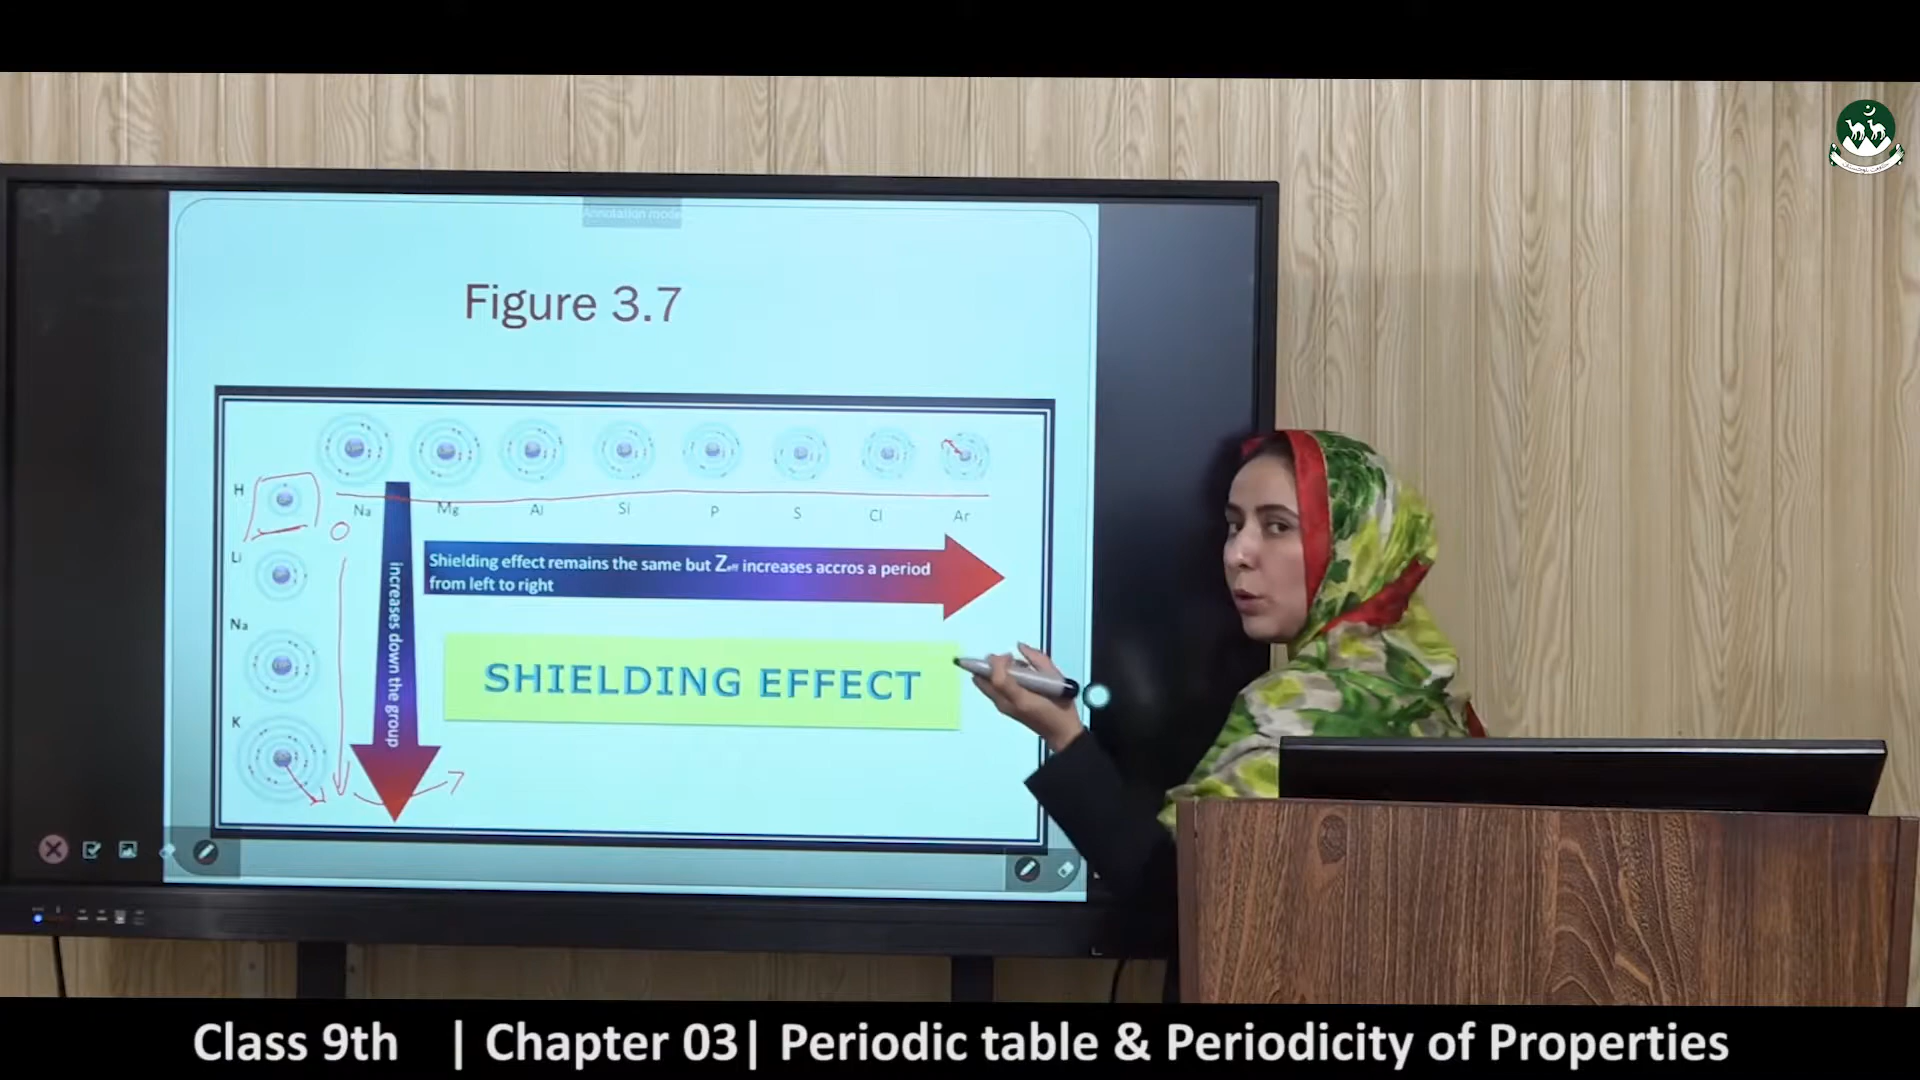 Annotation mode
Figure 3.7
H
Na Mg Al Si P S Cl Ar
Li
Na
K
increases down the group
Shielding effect remains the same but Zeff increases accros a period
from left to right
SHIELDING EFFECT
O
Class 9th | Chapter 03| Periodic table & Periodicity of Properties